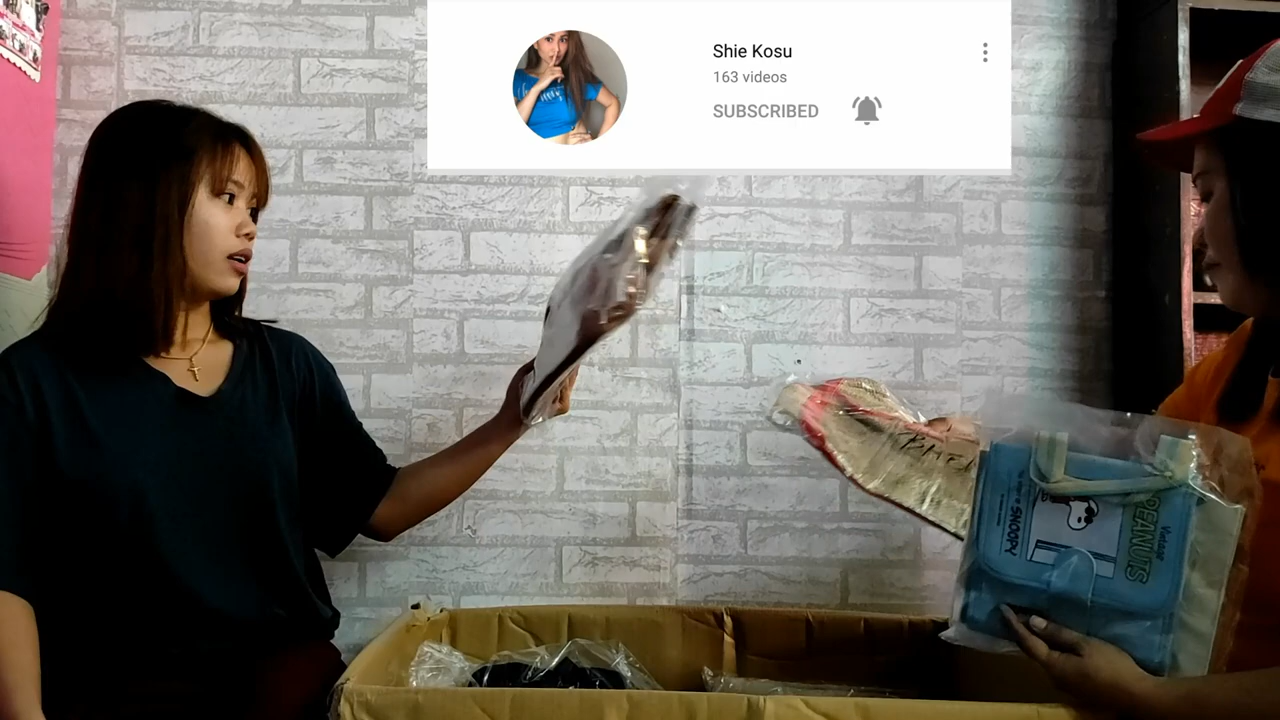 Shie Kosu
163 videos
SUBSCRIBED
Vintage
PEANUTS
SNOOPY